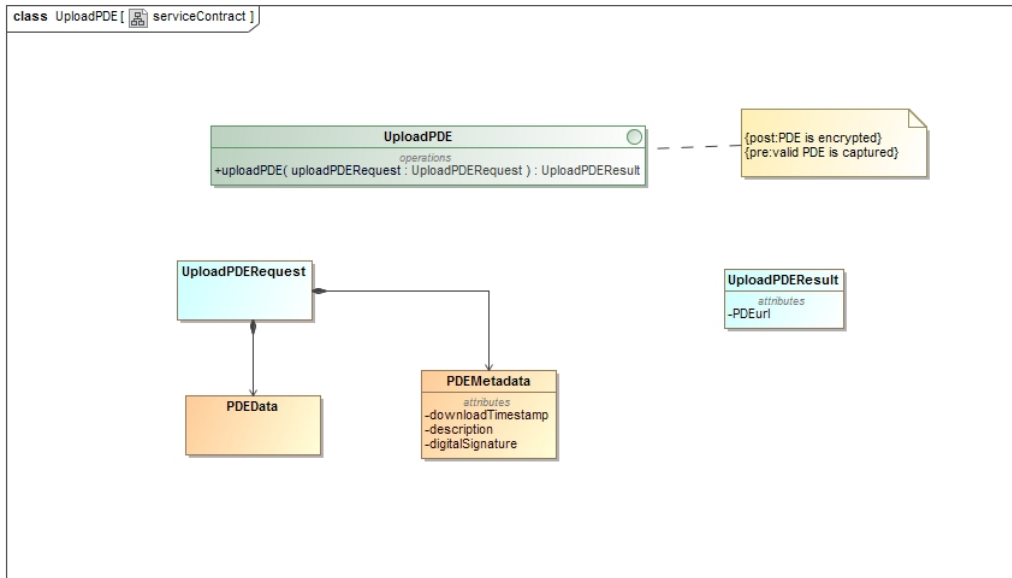 class UploadPDE [ serviceContract ]
UploadPDE
operations
+uploadPDE( uploadPDERequest : UploadPDERequest ) : UploadPDEResult
{post:PDE is encrypted}
{pre:valid PDE is captured}
UploadPDERequest
UploadPDEResult
attributes
-PDEurl
PDEData
PDEMetadata
attributes
-downloadTimestamp
-description
-digitalSignature